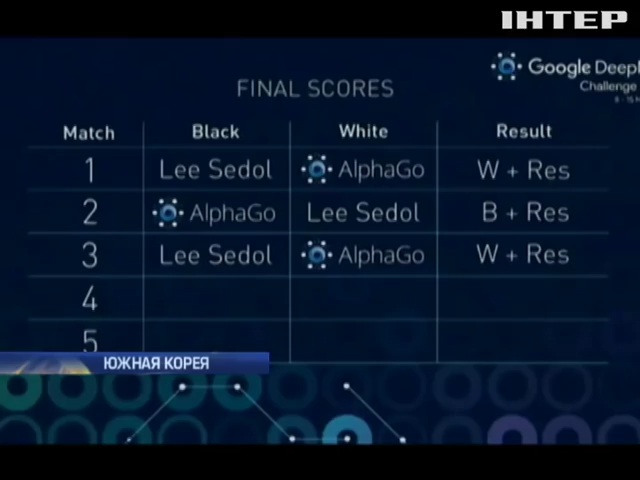 ІНТЕР
Google Deep
Challenge
FINAL SCORES
Match Black White Result
1 Lee Sedol AlphaGo W + Res
2 AlphaGo Lee Sedol B + Res
3 Lee Sedol AlphaGo W + Res
4
5
ЮЖНАЯ КОРЕЯ